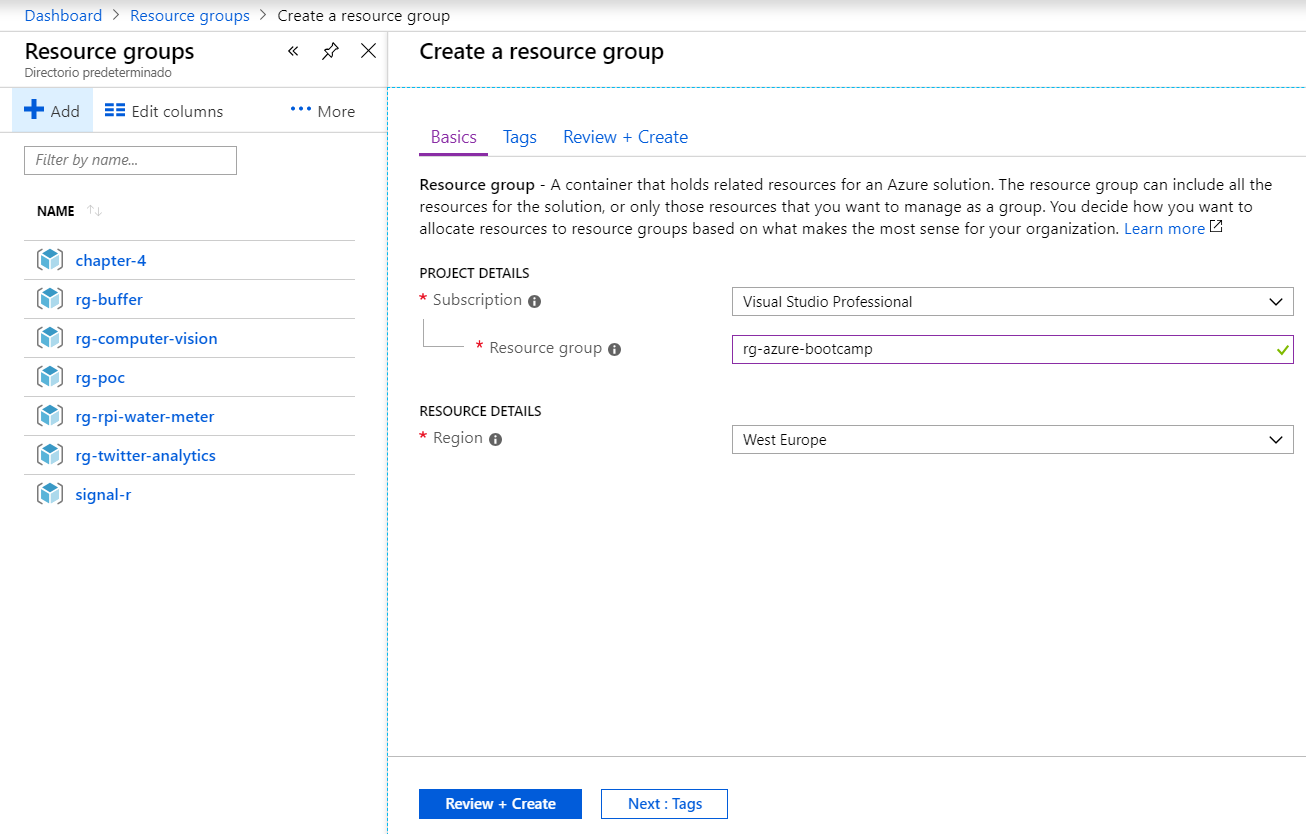 Dashboard > Resource groups > Create a resource group
Resource groups
Directorio predeterminado
Add
Edit columns
More
Filter by name...
NAME
chapter-4
rg-buffer
rg-computer-vision
rg-poc
rg-rpi-water-meter
rg-twitter-analytics
signal-r
Create a resource group
Basics Tags Review + Create
Resource group - A container that holds related resources for an Azure solution. The resource group can include all the
resources for the solution, or only those resources that you want to manage as a group. You decide how you want to
allocate resources to resource groups based on what makes the most sense for your organization. Learn more
PROJECT DETAILS
* Subscription
Visual Studio Professional
* Resource group
rg-azure-bootcamp
RESOURCE DETAILS
* Region
West Europe
Review + Create
Next : Tags